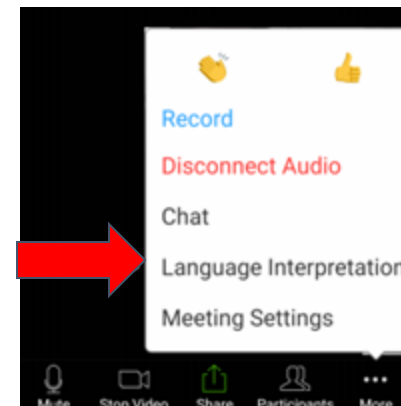 Record
Disconnect Audio
Chat
Language Interpretation
Meeting Settings
Mute Stop Video Share Participants More